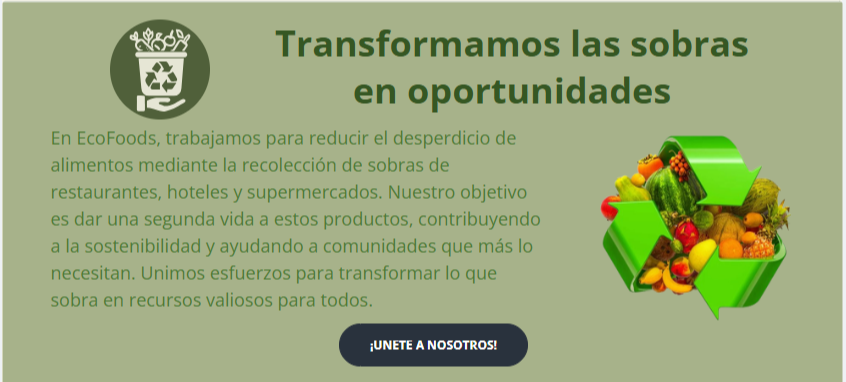 Transformamos las sobras
en oportunidades
En EcoFoods, trabajamos para reducir el desperdicio de
alimentos mediante la recolección de sobras de
restaurantes, hoteles y supermercados. Nuestro objetivo
es dar una segunda vida a estos productos, contribuyendo
a la sostenibilidad y ayudando a comunidades que más lo
necesitan. Unimos esfuerzos para transformar lo que
sobra en recursos valiosos para todos.
¡UNETE A NOSOTROS!